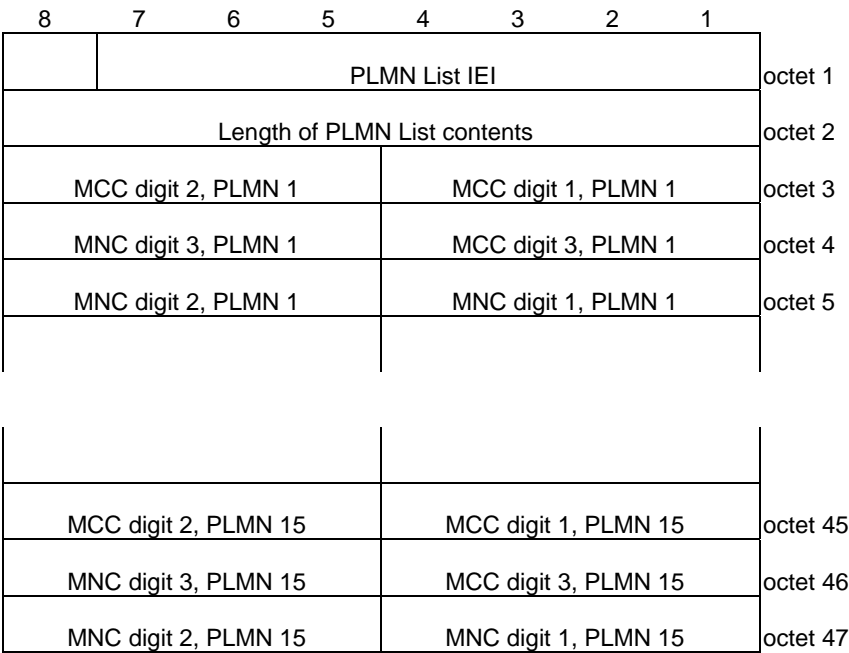 8 7 6 5 4 3 2 1
PLMN List IEI octet 1
Length of PLMN List contents octet 2
MCC digit 2, PLMN 1 MCC digit 1, PLMN 1 octet 3
MNC digit 3, PLMN 1 MCC digit 3, PLMN 1 octet 4
MNC digit 2, PLMN 1 MNC digit 1, PLMN 1 octet 5
MCC digit 2, PLMN 15 MCC digit 1, PLMN 15 octet 45
MNC digit 3, PLMN 15 MCC digit 3, PLMN 15 octet 46
MNC digit 2, PLMN 15 MNC digit 1, PLMN 15 octet 47